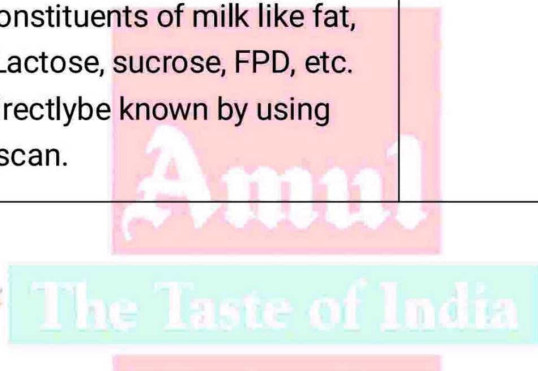 onstituents of milk like fat,
Lactose, sucrose, FPD, etc.
rectlybe known by using
scan.
Amul
The Taste of India